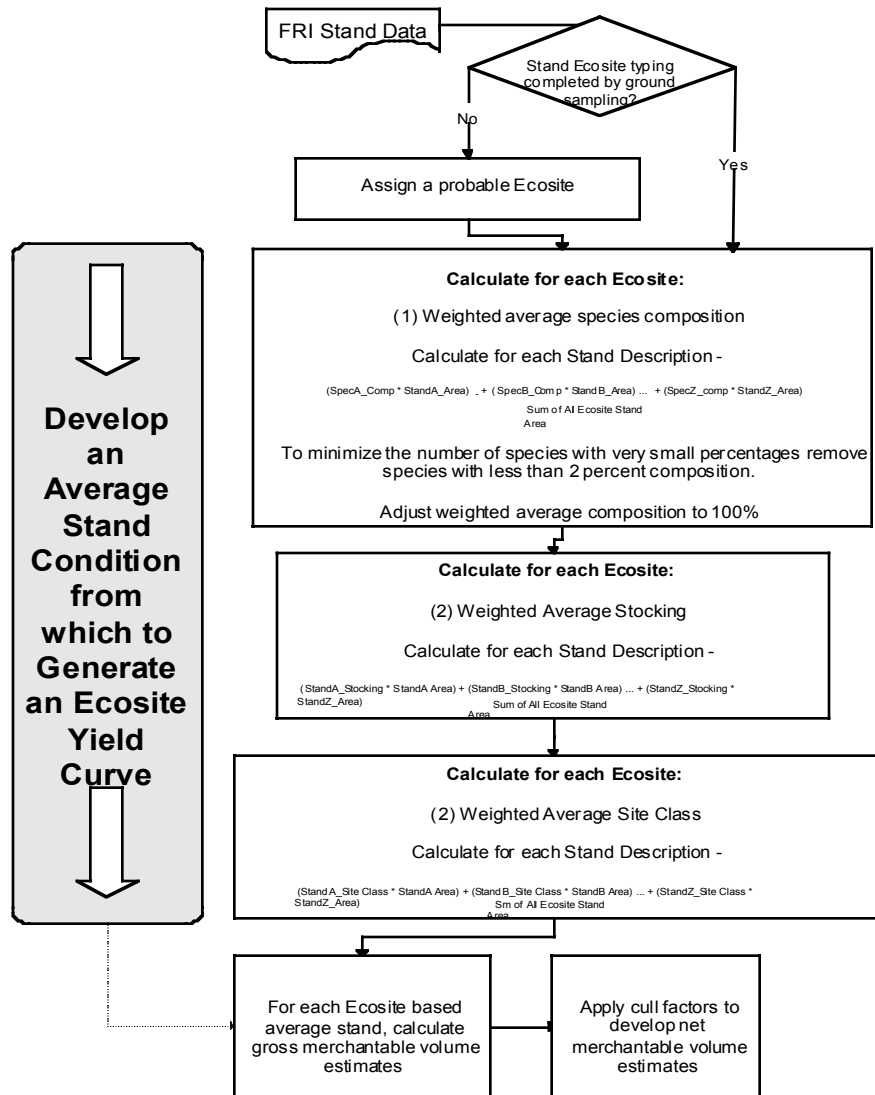 FRI Stand Data
Stand Ecosite typing
completed by ground
sampling?
No
Yes
Assign a probable Ecosite
Develop
an
Average
Stand
Condition
from
which to
Generate
an Ecosite
Yield
Curve
Calculate for each Ecosite:
(1) Weighted average species composition
Calculate for each Stand Description -
(SpecA_Comp * StandA_Area) + (SpecB_Comp * StandB_Area) ... + (SpecZ_comp * StandZ_Area)
Sum of All Ecosite Stand
Area
To minimize the number of species with very small percentages remove
species with less than 2 percent composition.
Adjust weighted average composition to 100%
Calculate for each Ecosite:
(2) Weighted Average Stocking
Calculate for each Stand Description -
(StandA_Stocking * StandA Area) + (StandB_Stocking * StandB Area) ... + (StandZ_Stocking *
StandZ_Area)
Sum of All Ecosite Stand
Area
Calculate for each Ecosite:
(2) Weighted Average Site Class
Calculate for each Stand Description -
(StandA_Site Class * StandA Area) + (StandB_Site Class * StandB Area) ... + (StandZ_Site Class *
StandZ_Area)
Sm of All Ecosite Stand
Area
For each Ecosite based
average stand, calculate
gross merchantable volume
estimates
Apply cull factors to
develop net
merchantable volume
estimates